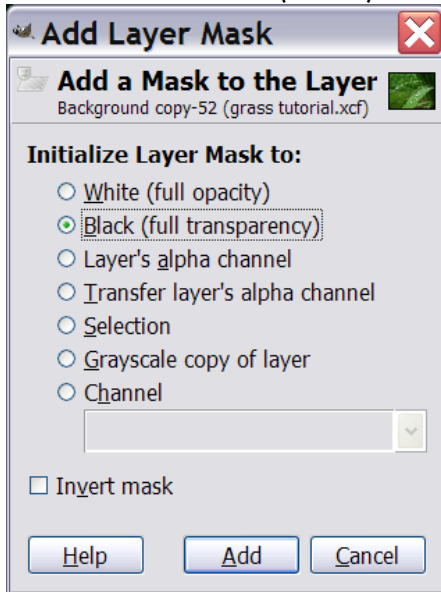 Add Layer Mask
Add a Mask to the Layer
Background copy-52 (grass tutorial.xcf)
Initialize Layer Mask to:
White (full opacity)
Black (full transparency)
Layer's alpha channel
Transfer layer's alpha channel
Selection
Grayscale copy of layer
Channel
Invert mask
Help Add Cancel